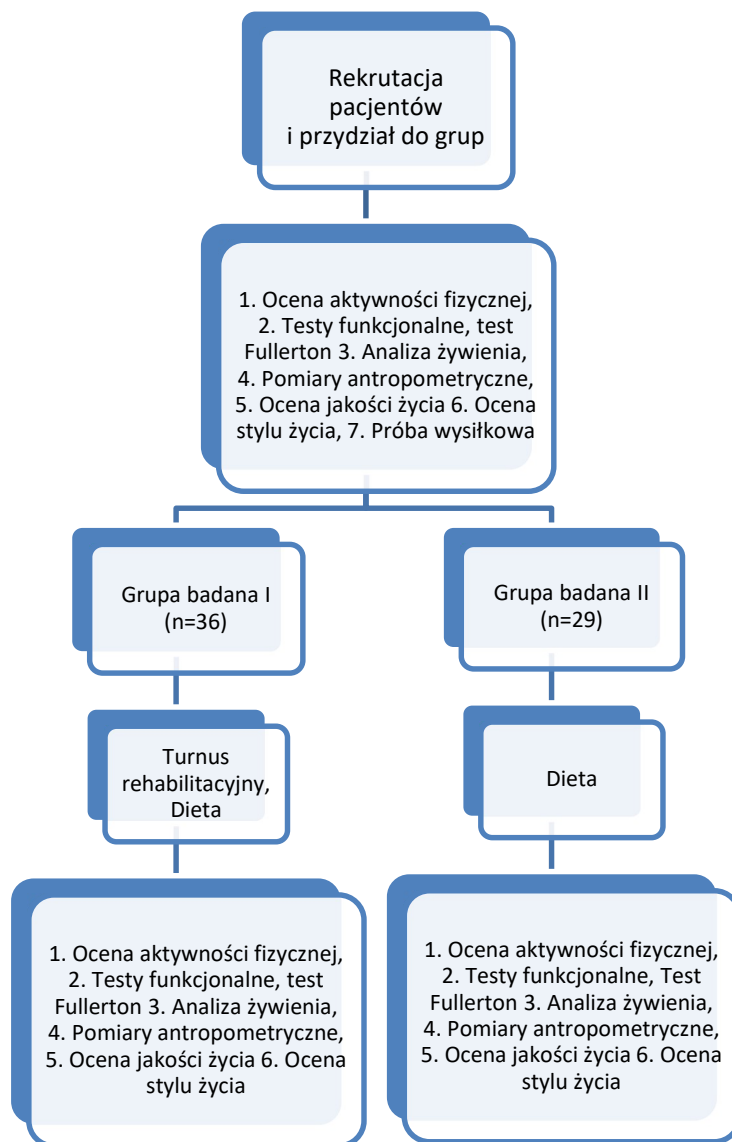 Rekrutacja
pacjentów
i przydział do grup
1. Ocena aktywności fizycznej,
2. Testy funkcjonalne, test
Fullerton 3. Analiza żywienia,
4. Pomiary antropometryczne,
5. Ocena jakości życia 6. Ocena
stylu życia, 7. Próba wysiłkowa
Grupa badana I
(n=36)
Grupa badana II
(n=29)
Turnus
rehabilitacyjny,
Dieta
Dieta
1. Ocena aktywności fizycznej,
2. Testy funkcjonalne, test
Fullerton 3. Analiza żywienia,
4. Pomiary antropometryczne,
5. Ocena jakości życia 6. Ocena
stylu życia
1. Ocena aktywności fizycznej,
2. Testy funkcjonalne, Test
Fullerton 3. Analiza żywienia,
4. Pomiary antropometryczne,
5. Ocena jakości życia 6. Ocena
stylu życia